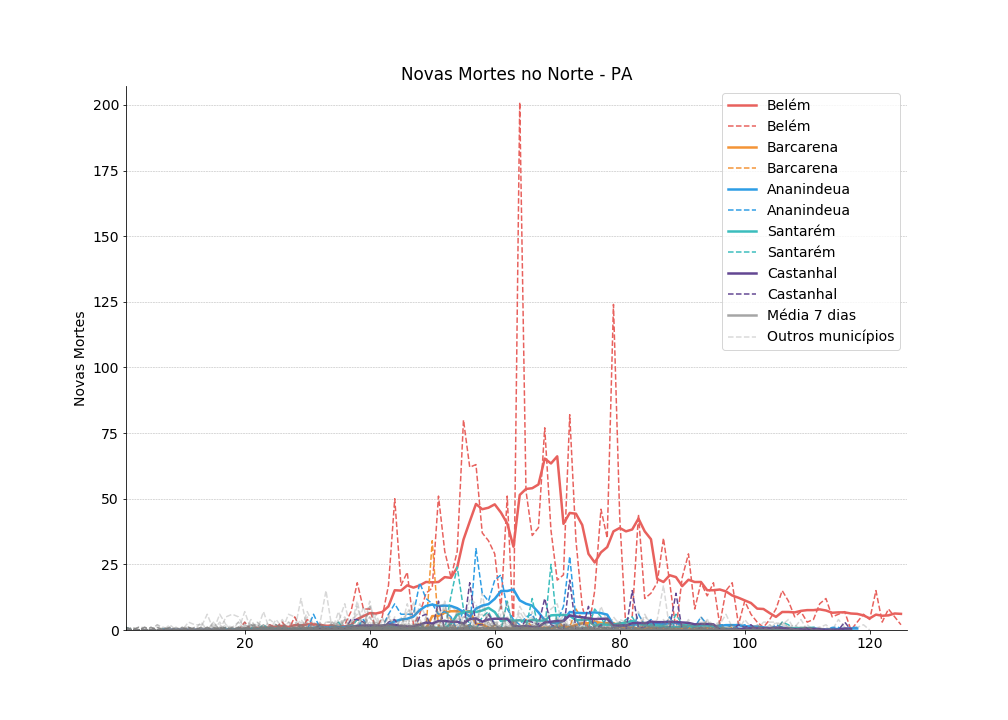 Novas Mortes no Norte - PA
Novas Mortes
200
175
150
125
100
75
50
25
0
20
40
60
80
100
120
Dias após o primeiro confirmado
Belém
Belém
Barcarena
Barcarena
Ananindeua
Ananindeua
Santarém
Santarém
Castanhal
Castanhal
Média 7 dias
Outros municípios